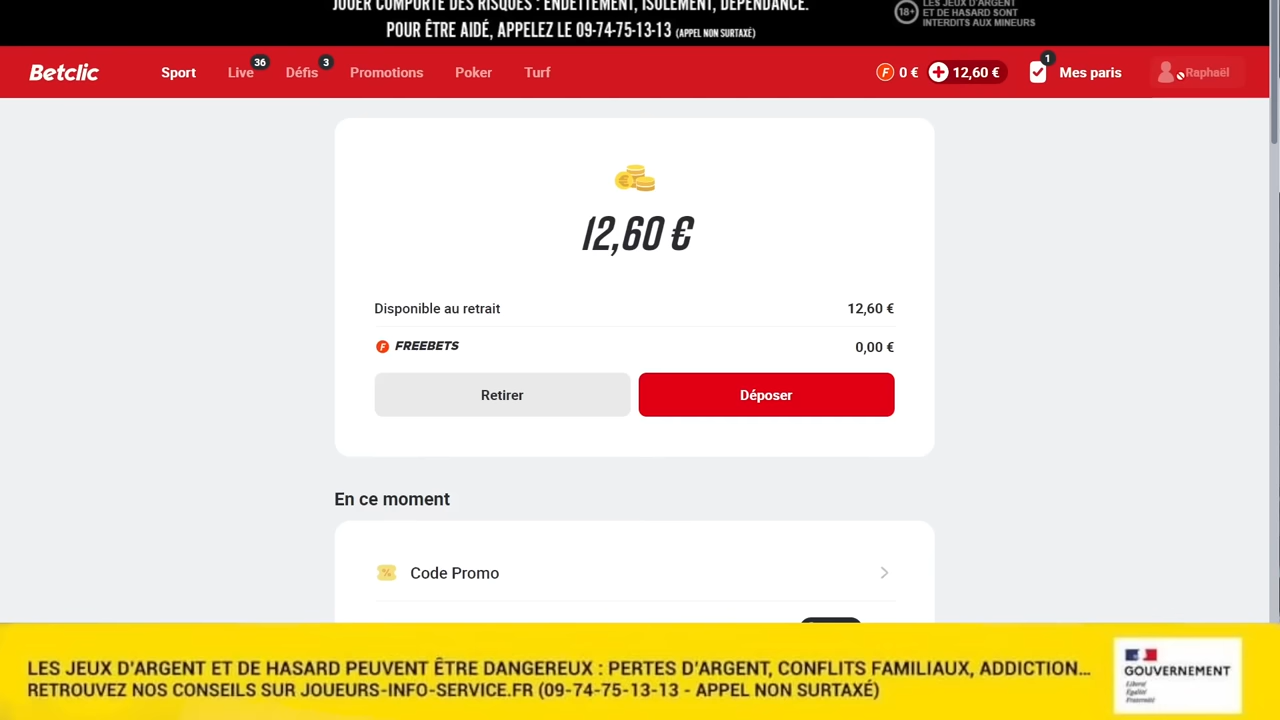 JOUER COMPORTE DES RISQUES : ENDETTEMENT, ISOLEMENT, DÉPENDANCE.
POUR ÊTRE AIDÉ, APPELEZ LE 09-74-75-13-13 (APPEL NON SURTAXÉ)
18+
LES JEUX D'ARGENT
ET DE HASARD SONT
INTERDITS AUX MINEURS
Betclic
Sport
Live
36
Défis
3
Promotions
Poker
Turf
F 0 €
12,60 €
1
Mes paris
Raphaël
12,60 €
Disponible au retrait 12,60 €
F FREEBETS 0,00 €
Retirer
Déposer
En ce moment
Code Promo
LES JEUX D'ARGENT ET DE HASARD PEUVENT ÊTRE DANGEREUX : PERTES D'ARGENT, CONFLITS FAMILIAUX, ADDICTION…
RETROUVEZ NOS CONSEILS SUR JOUEURS-INFO-SERVICE.FR (09-74-75-13-13 - APPEL NON SURTAXÉ)
GOUVERNEMENT
Liberté
Égalité
Fraternité